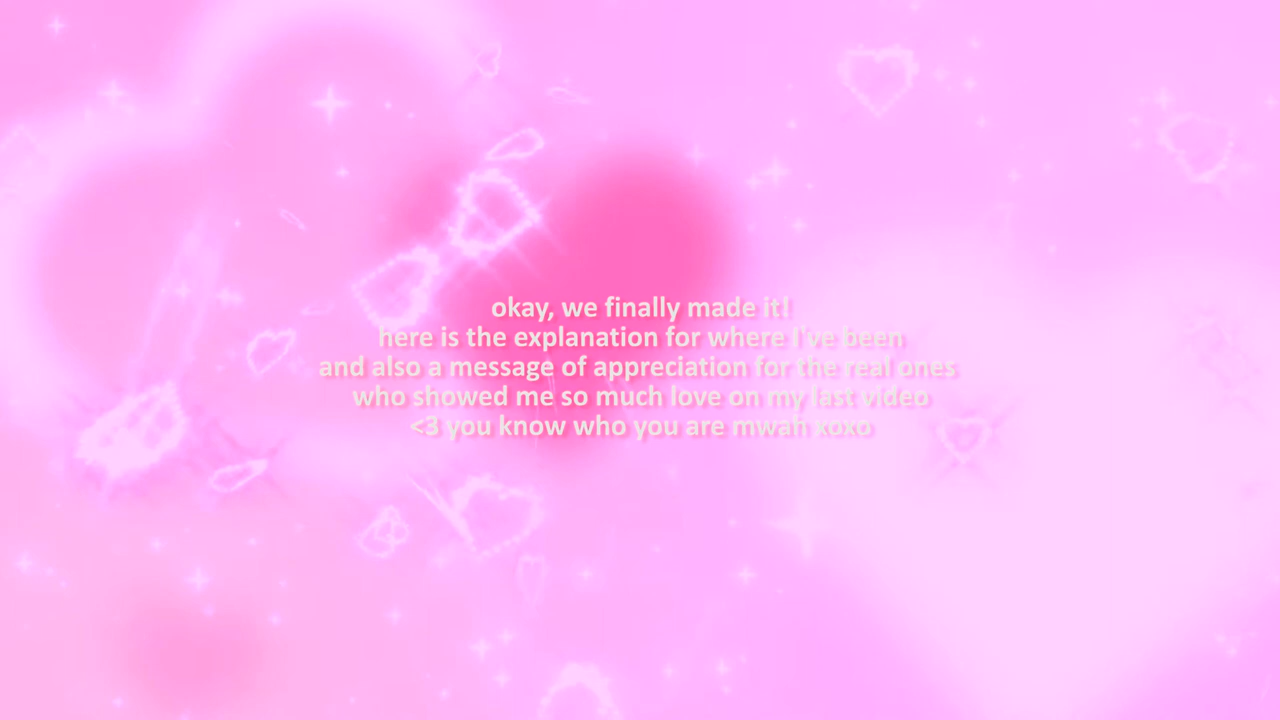 okay, we finally made it!
here is the explanation for where I've been
and also a message of appreciation for the real ones
who showed me so much love on my last video
<3 you know who you are mwah xoxo